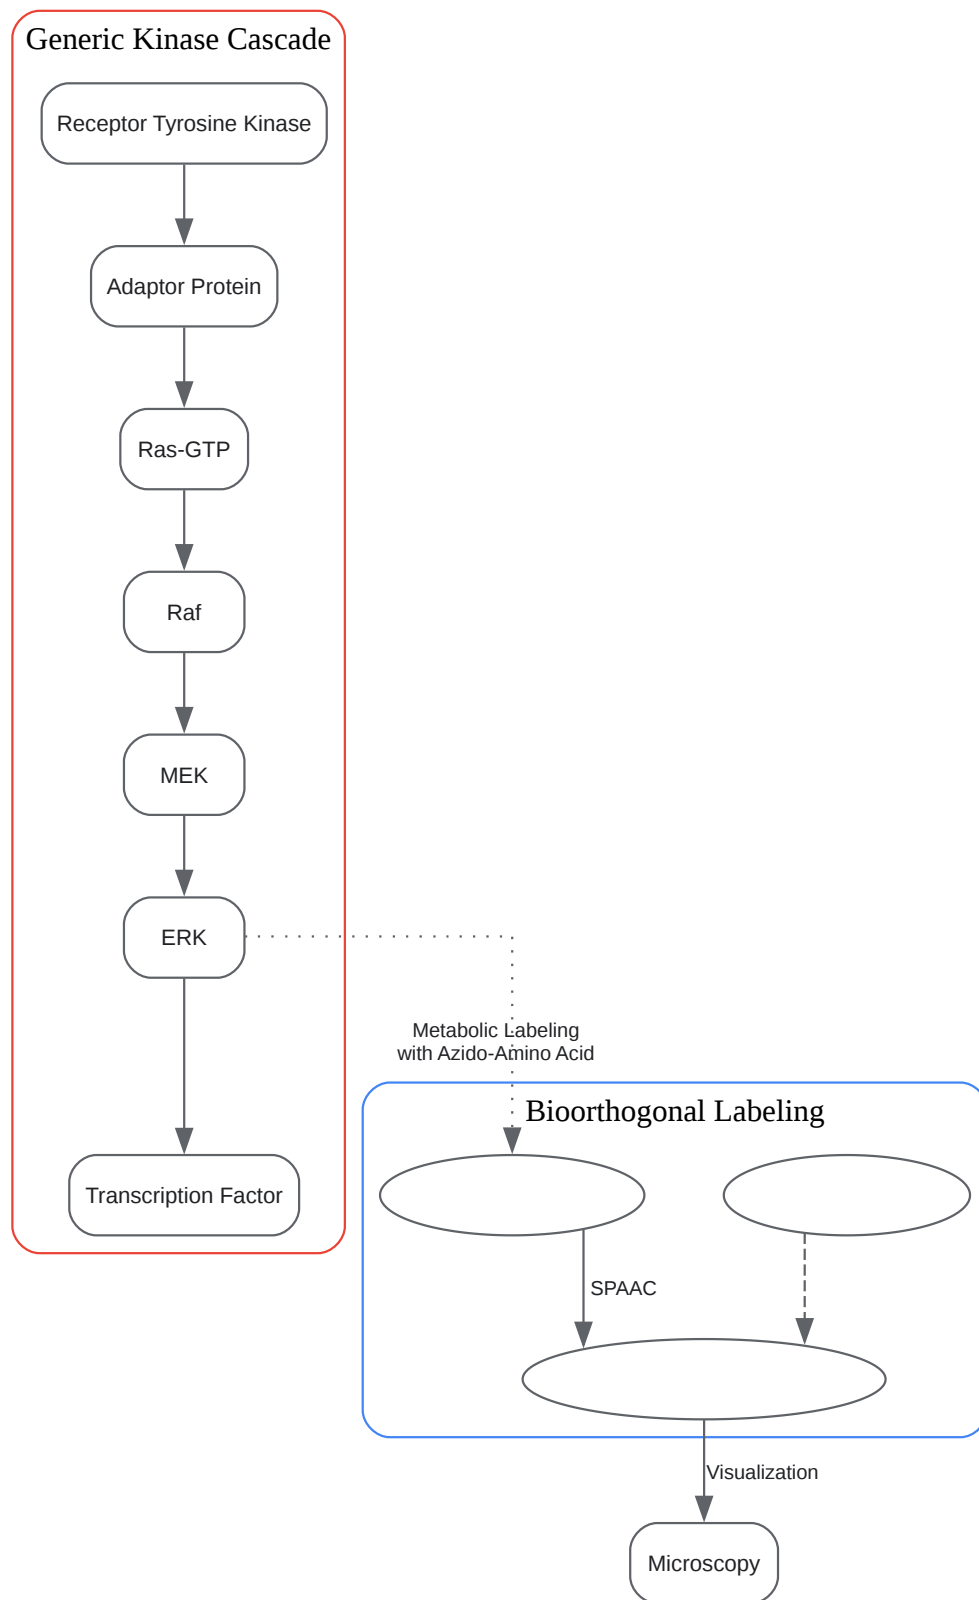 Generic Kinase Cascade
Receptor Tyrosine Kinase
Adaptor Protein
Ras-GTP
Raf
MEK
ERK
Metabolic Labeling
with Azido-Amino Acid
Bioorthogonal Labeling
Transcription Factor
SPAAC
Visualization
Microscopy